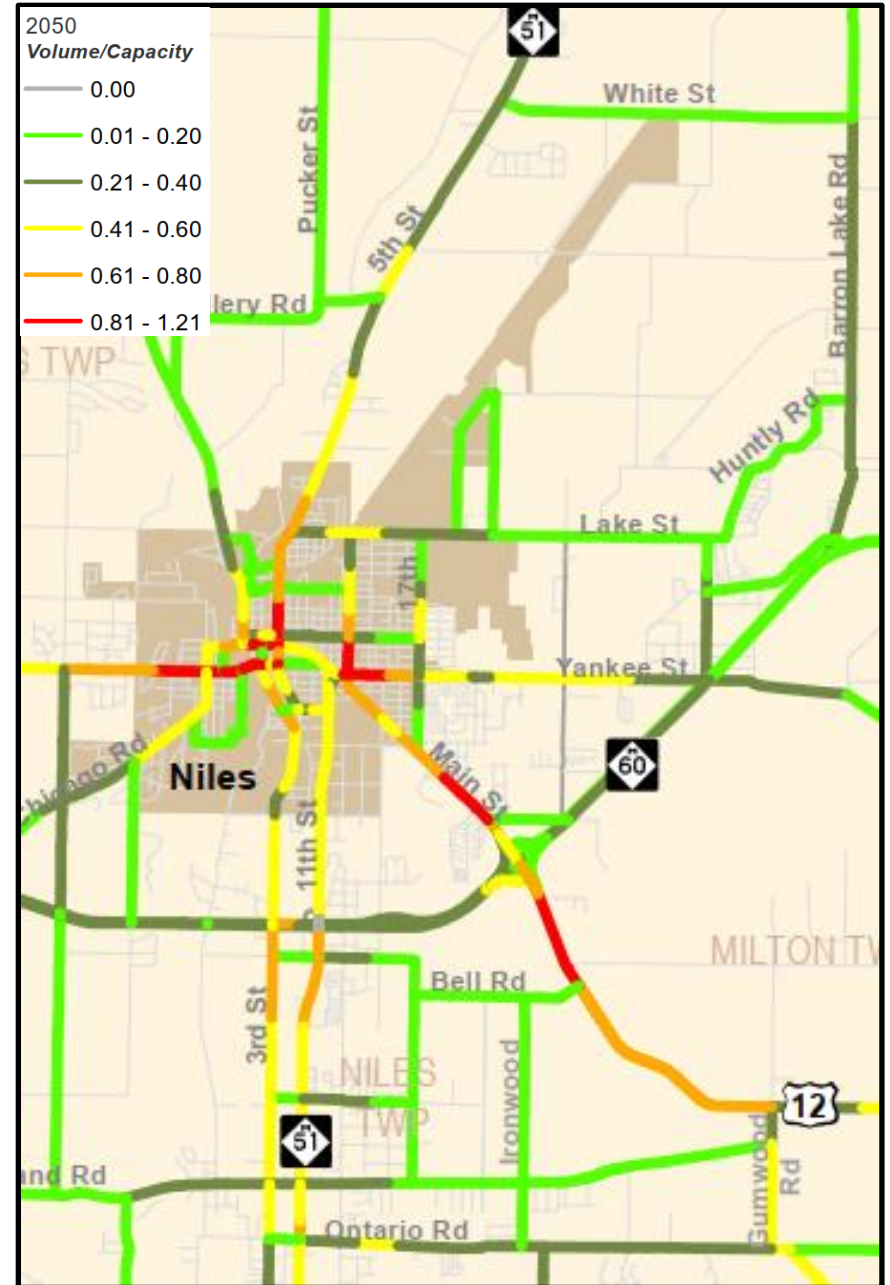 2050
Volume/Capacity
0.00
0.01 - 0.20
0.21 - 0.40
0.41 - 0.60
0.61 - 0.80
0.81 - 1.21
M
51
White St
Pucker St
Barron Lake Rd
5th St
lery Rd
TWP
Huntly Rd
Lake St
17th
Yankee St
M
60
Chicago Rd
Niles
Main St
11th St
MILTON TW
Bell Rd
3rd St
Ironwood
NILES
TWP
M
51
12
and Rd
Gumwood
Rd
Ontario Rd